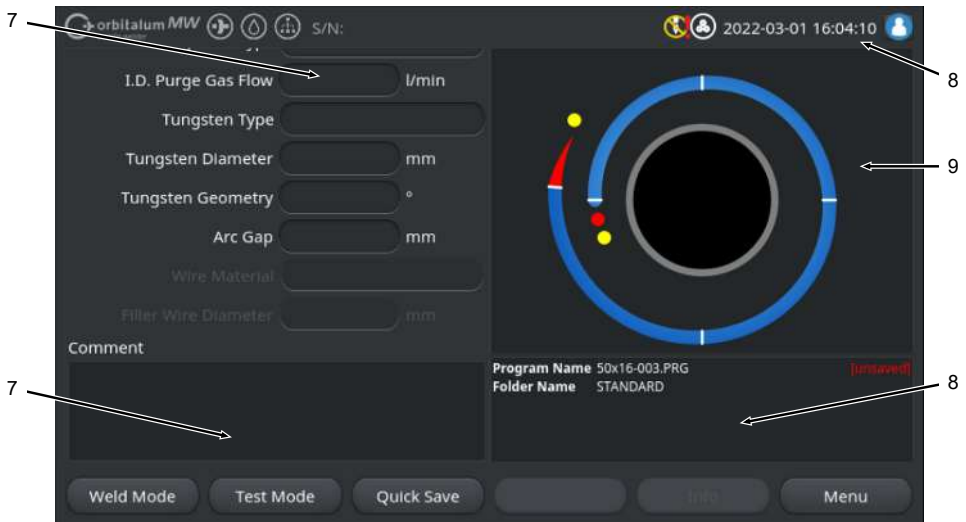 7
orbitalum MW S/N: 2022-03-01 16:04:10
8
I.D. Purge Gas Flow l/min
Tungsten Type
Tungsten Diameter mm
9
Tungsten Geometry °
Arc Gap mm
Wire Material
Filler Wire Diameter mm
Comment
Program Name 50x16-003.PRG [unsaved]
Folder Name STANDARD
7
8
Weld Mode Test Mode Quick Save Info Menu